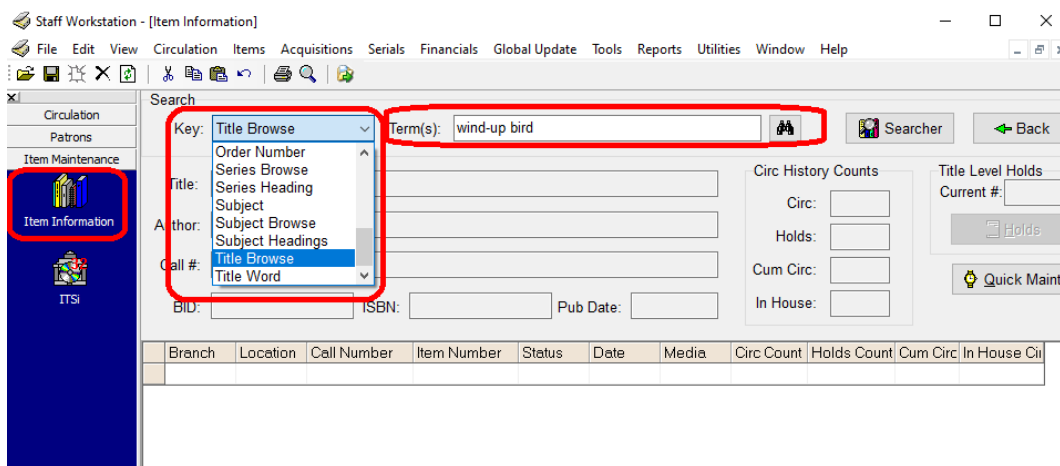 Staff Workstation - [Item Information]
File Edit View Circulation Items Acquisitions Serials Financials Global Update Tools Reports Utilities Window Help
Circulation
Patrons
Item Maintenance
Item Information
ITSi
Search
Key: Title Browse Term(s): wind-up bird Searcher Back
Order Number
Series Browse
Series Heading
Subject
Subject Browse
Subject Headings
Title Browse
Title Word
Title:
Author:
Call #:
BID: ISBN: Pub Date:
Circ History Counts
Circ:
Holds:
Cum Circ:
In House:
Title Level Holds
Current #:
Holds
Quick Maint
Branch Location Call Number Item Number Status Date Media Circ Count Holds Count Cum Circ In House Cir